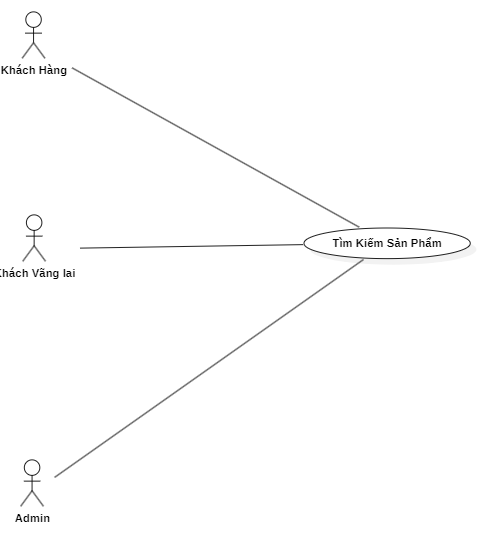 Khách Hàng
Khách Vãng lai
Tìm Kiếm Sản Phẩm
Admin